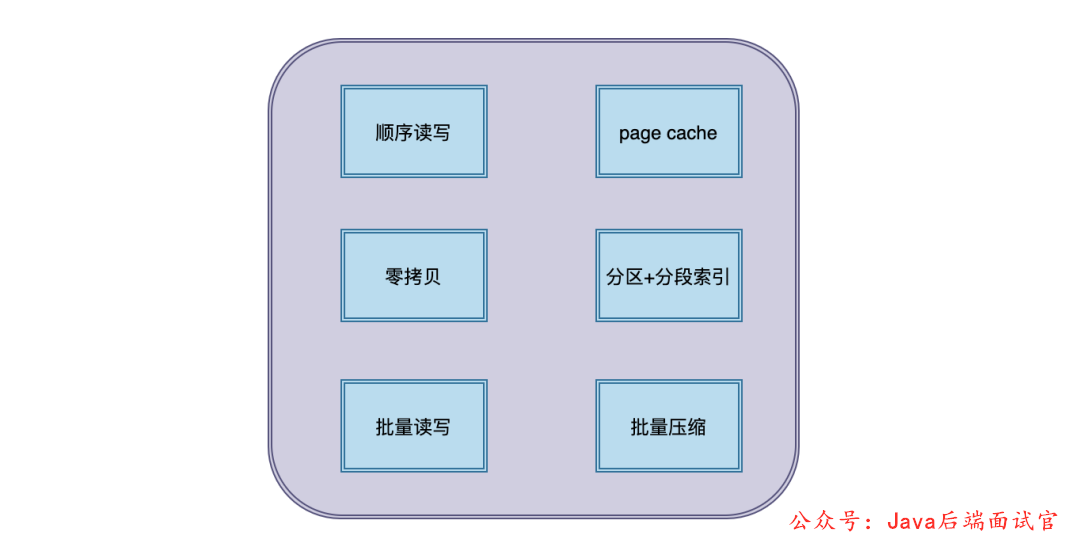 顺序读写
page cache
零拷贝
分区+分段索引
批量读写
批量压缩
公众号：Java后端面试官